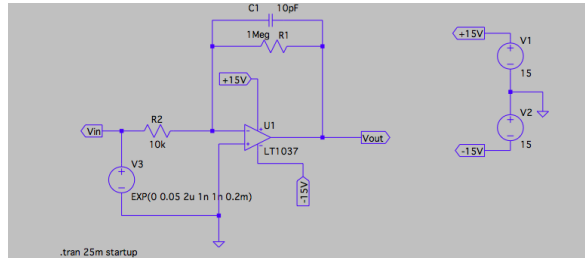 C1 10pF
1Meg R1
+15V
R2
10k
U1
LT1037
Vin
Vout
V3
EXP(0 0.05 2u 1n 1n 0.2m)
-15V
.tran 25m startup
+15V
V1
15
V2
-15V
15